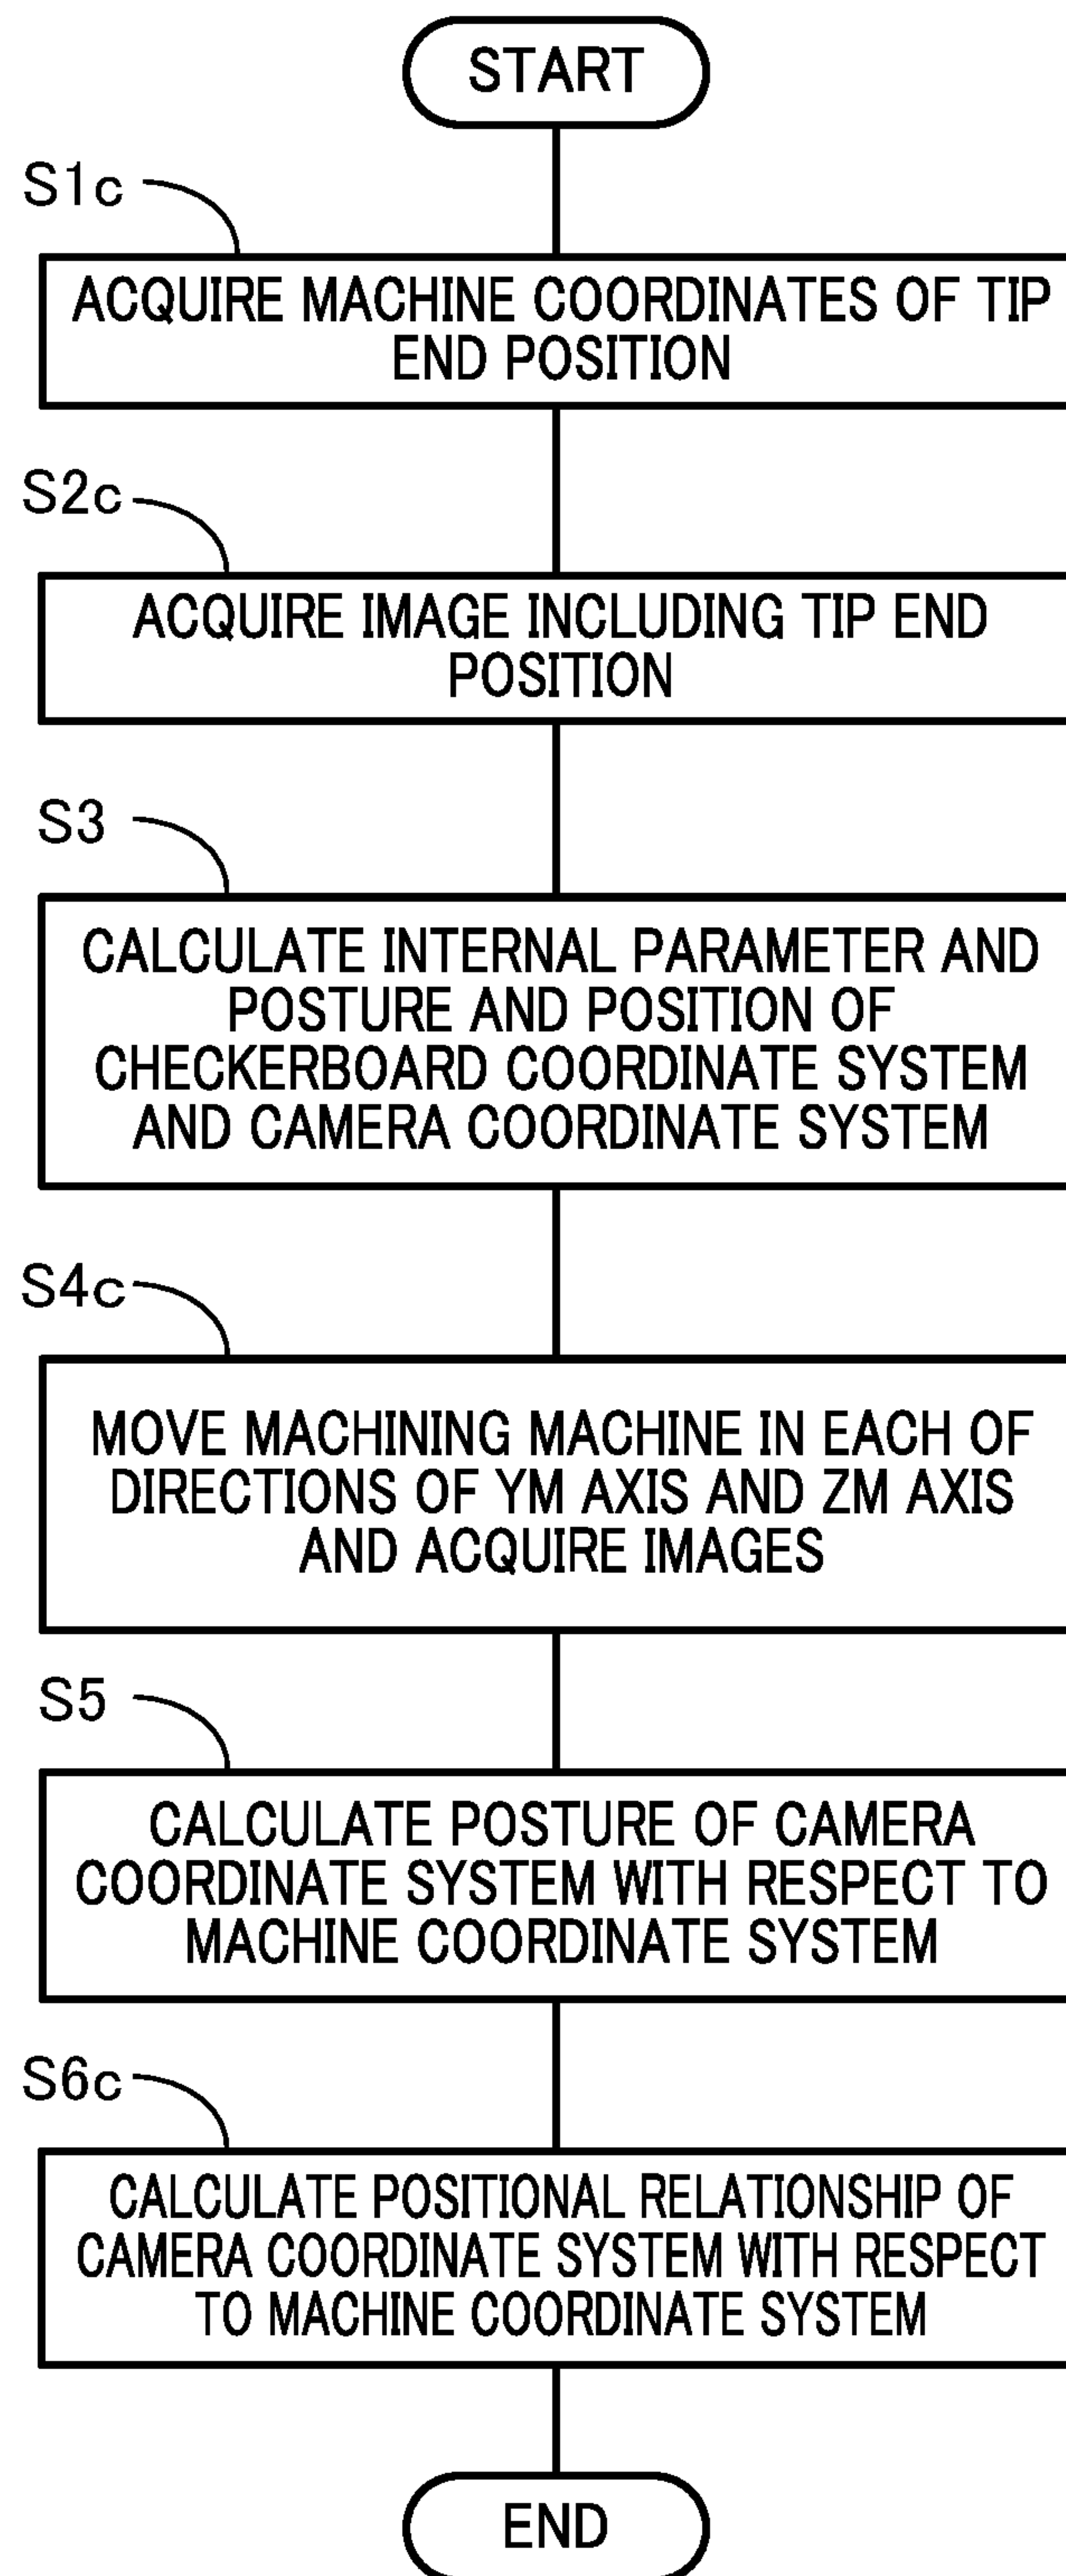 START
S1c
ACQUIRE MACHINE COORDINATES OF TIP
END POSITION
S2c
ACQUIRE IMAGE INCLUDING TIP END
POSITION
S3
CALCULATE INTERNAL PARAMETER AND
POSTURE AND POSITION OF
CHECKERBOARD COORDINATE SYSTEM
AND CAMERA COORDINATE SYSTEM
S4c
MOVE MACHINING MACHINE IN EACH OF
DIRECTIONS OF YM AXIS AND ZM AXIS
AND ACQUIRE IMAGES
S5
CALCULATE POSTURE OF CAMERA
COORDINATE SYSTEM WITH RESPECT TO
MACHINE COORDINATE SYSTEM
S6c
CALCULATE POSITIONAL RELATIONSHIP OF
CAMERA COORDINATE SYSTEM WITH RESPECT
TO MACHINE COORDINATE SYSTEM
END